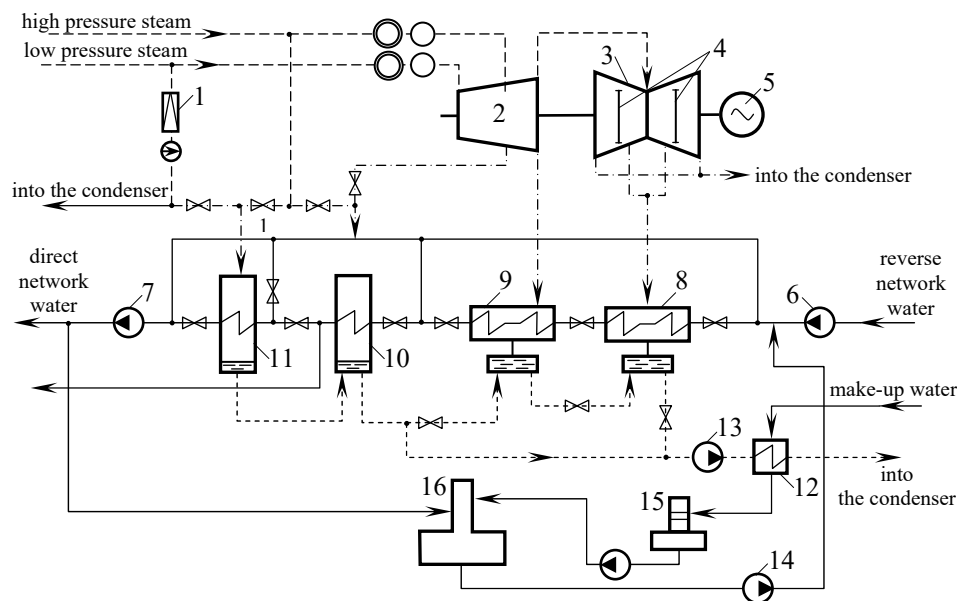 high pressure steam
low pressure steam
1
2
3
4
5
into the condenser
into the condenser
1
direct
network
water
7
9
8
6
reverse
network
water
11
10
make-up water
13
12
into
the condenser
16
15
14